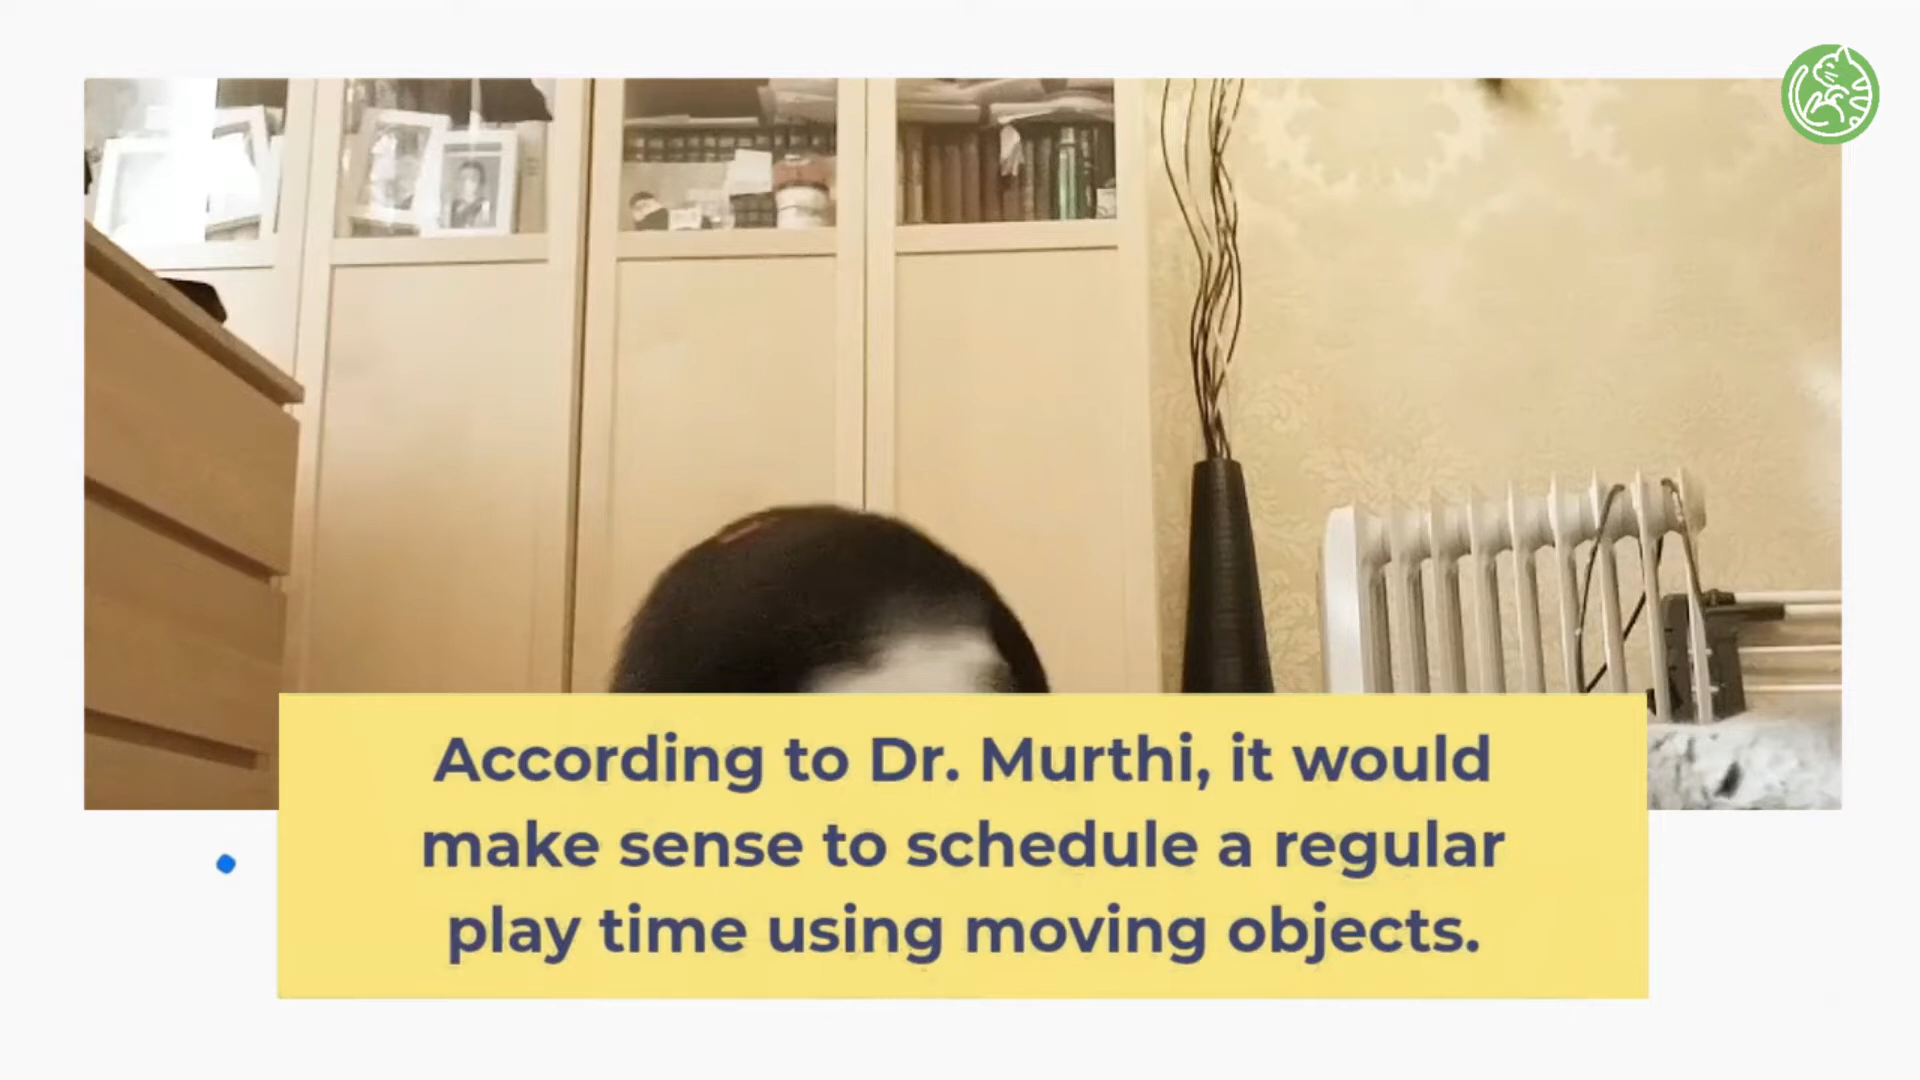 According to Dr. Murthi, it would
make sense to schedule a regular
play time using moving objects.